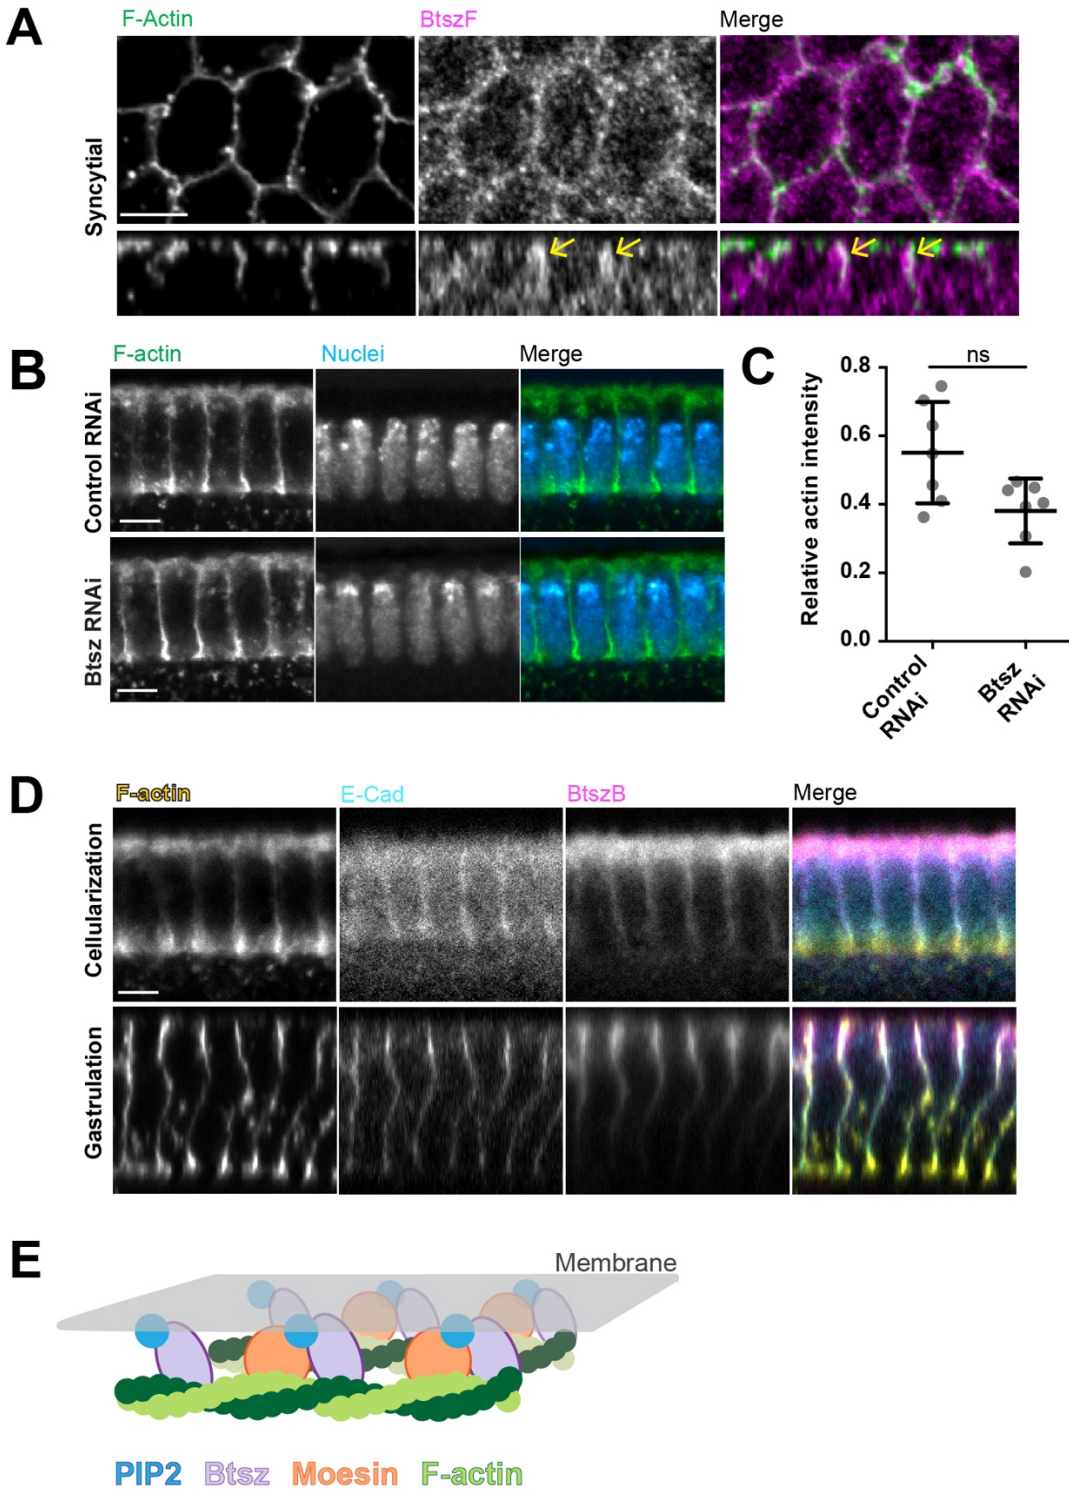 A
F-Actin BtszF Merge
Syncytial
B
F-actin Nuclei Merge
Control RNAi
Btsz RNAi
C
ns
Relative actin intensity
0.8
0.6
0.4
0.2
0.0
Control
RNAi
Btsz
RNAi
D
F-actin E-Cad BtszB Merge
Cellularization
Gastrulation
E
Membrane
PIP2 Btsz Moesin F-actin